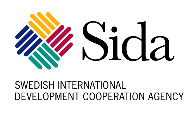 Sida
SWEDISH INTERNATIONAL
DEVELOPMENT COOPERATION AGENCY